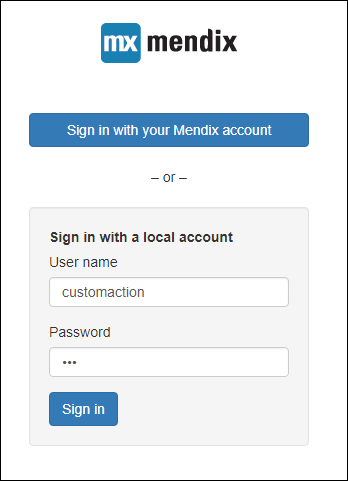 mx mendix
Sign in with your Mendix account
– or –
Sign in with a local account
User name
customaction
Password
•••
Sign in